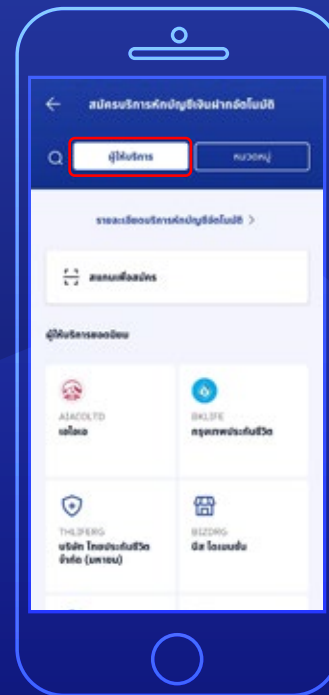 สมัครบริการหักบัญชีเงินฝากอัตโนมัติ
ผู้ให้บริการ
หมวดหมู่
รายละเอียดบริการหักบัญชีอัตโนมัติ >
สแกนเพื่อสมัคร
ผู้ให้บริการยอดนิยม
AIACOLTD
เอไอเอ
BKLIFE
กรุงเทพประกันชีวิต
THLIFERG
บริษัท ไทยประกันชีวิต
จำกัด (มหาชน)
BIZDRG
บิส ไดเมนชั่น